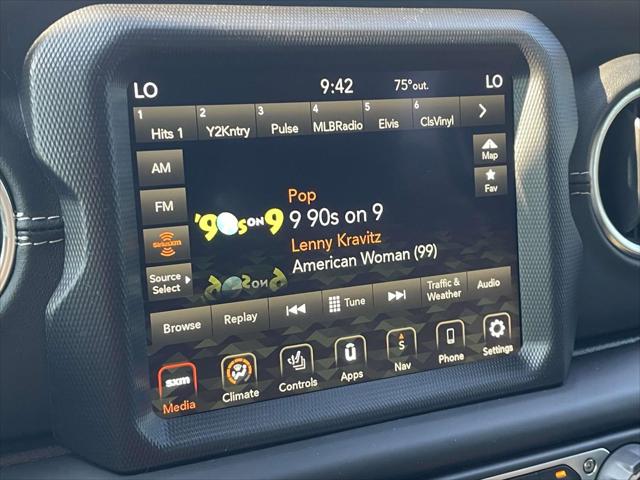 LO 9:42 75°out. LO
1 Hits 1 2 Y2Kntry 3 Pulse 4 MLBRadio 5 Elvis 6 ClsVinyl >
AM
Map
FM
Fav
SiriusXM
Source
Select
'90s ON 9
Pop
9 90s on 9
Lenny Kravitz
American Woman (99)
Browse Replay Tune Traffic & Weather Audio
sxm
Media
Climate
Controls
ü
Apps
S
Nav
Phone
Settings